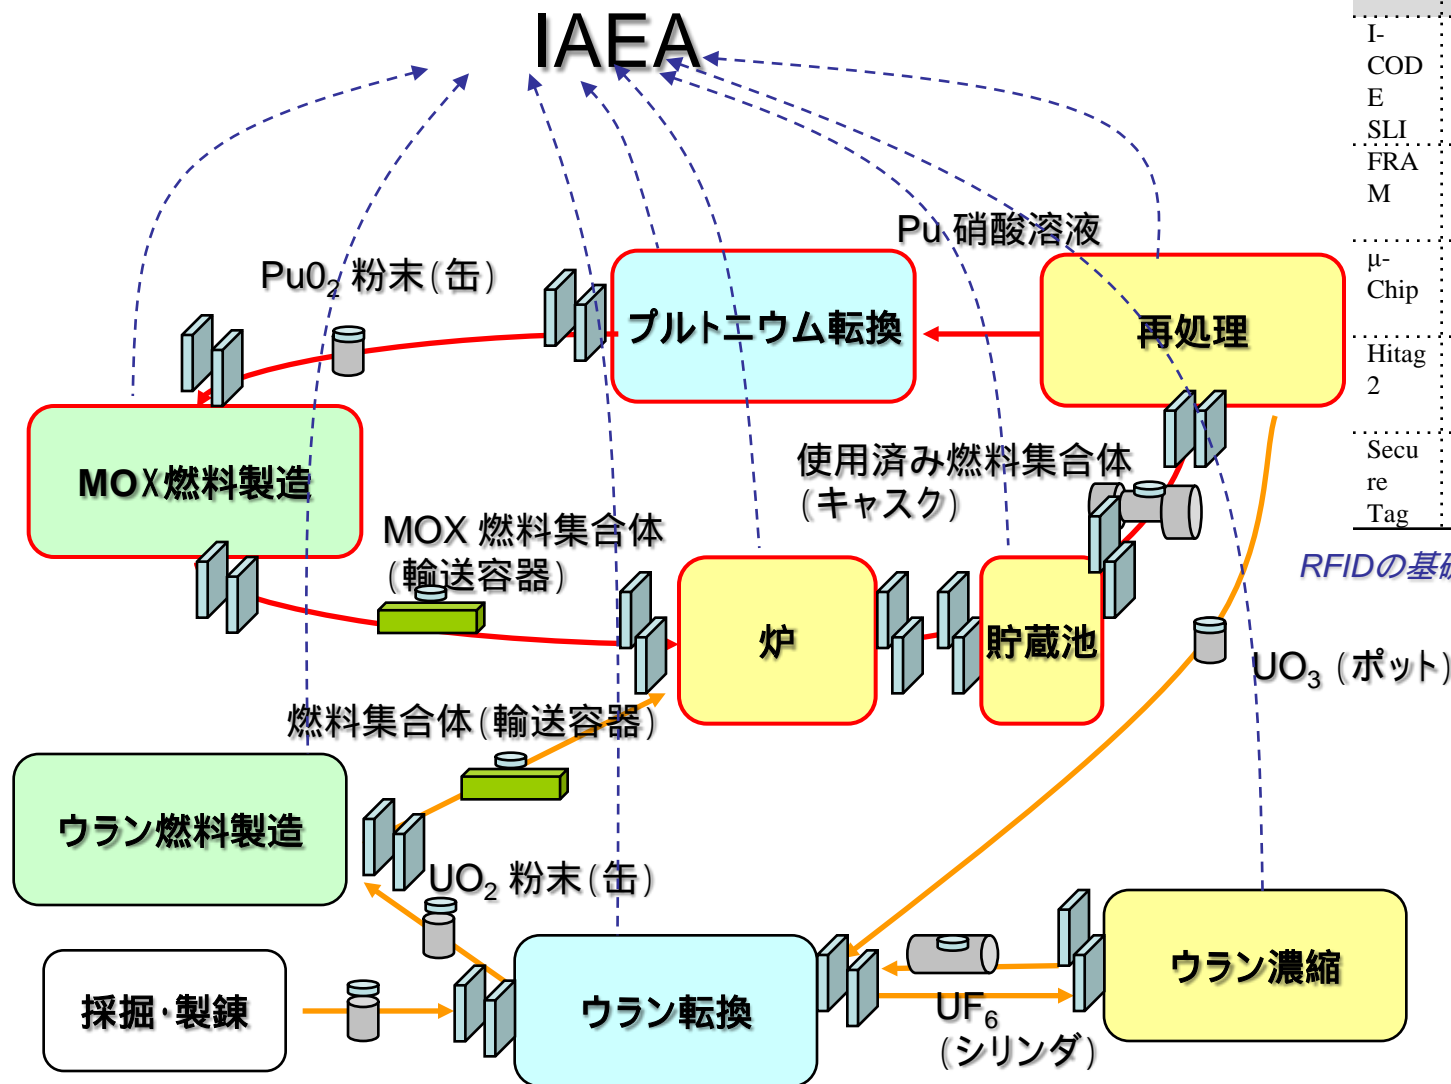 IAEA
I-
COD
E
SLI
FRA
M
μ-
Chip
Hitag
2
Secu
re
Tag
Pu 硝酸溶液
PuO₂ 粉末(缶)
プルトニウム転換
再処理
MOX燃料製造
使用済み燃料集合体
(キャスク)
MOX 燃料集合体
(輸送容器)
RFIDの基礎
炉
貯蔵池
UO₃ (ポット)
燃料集合体(輸送容器)
ウラン燃料製造
UO₂ 粉末(缶)
ウラン濃縮
採掘・製錬
ウラン転換
UF₆
(シリンダ)